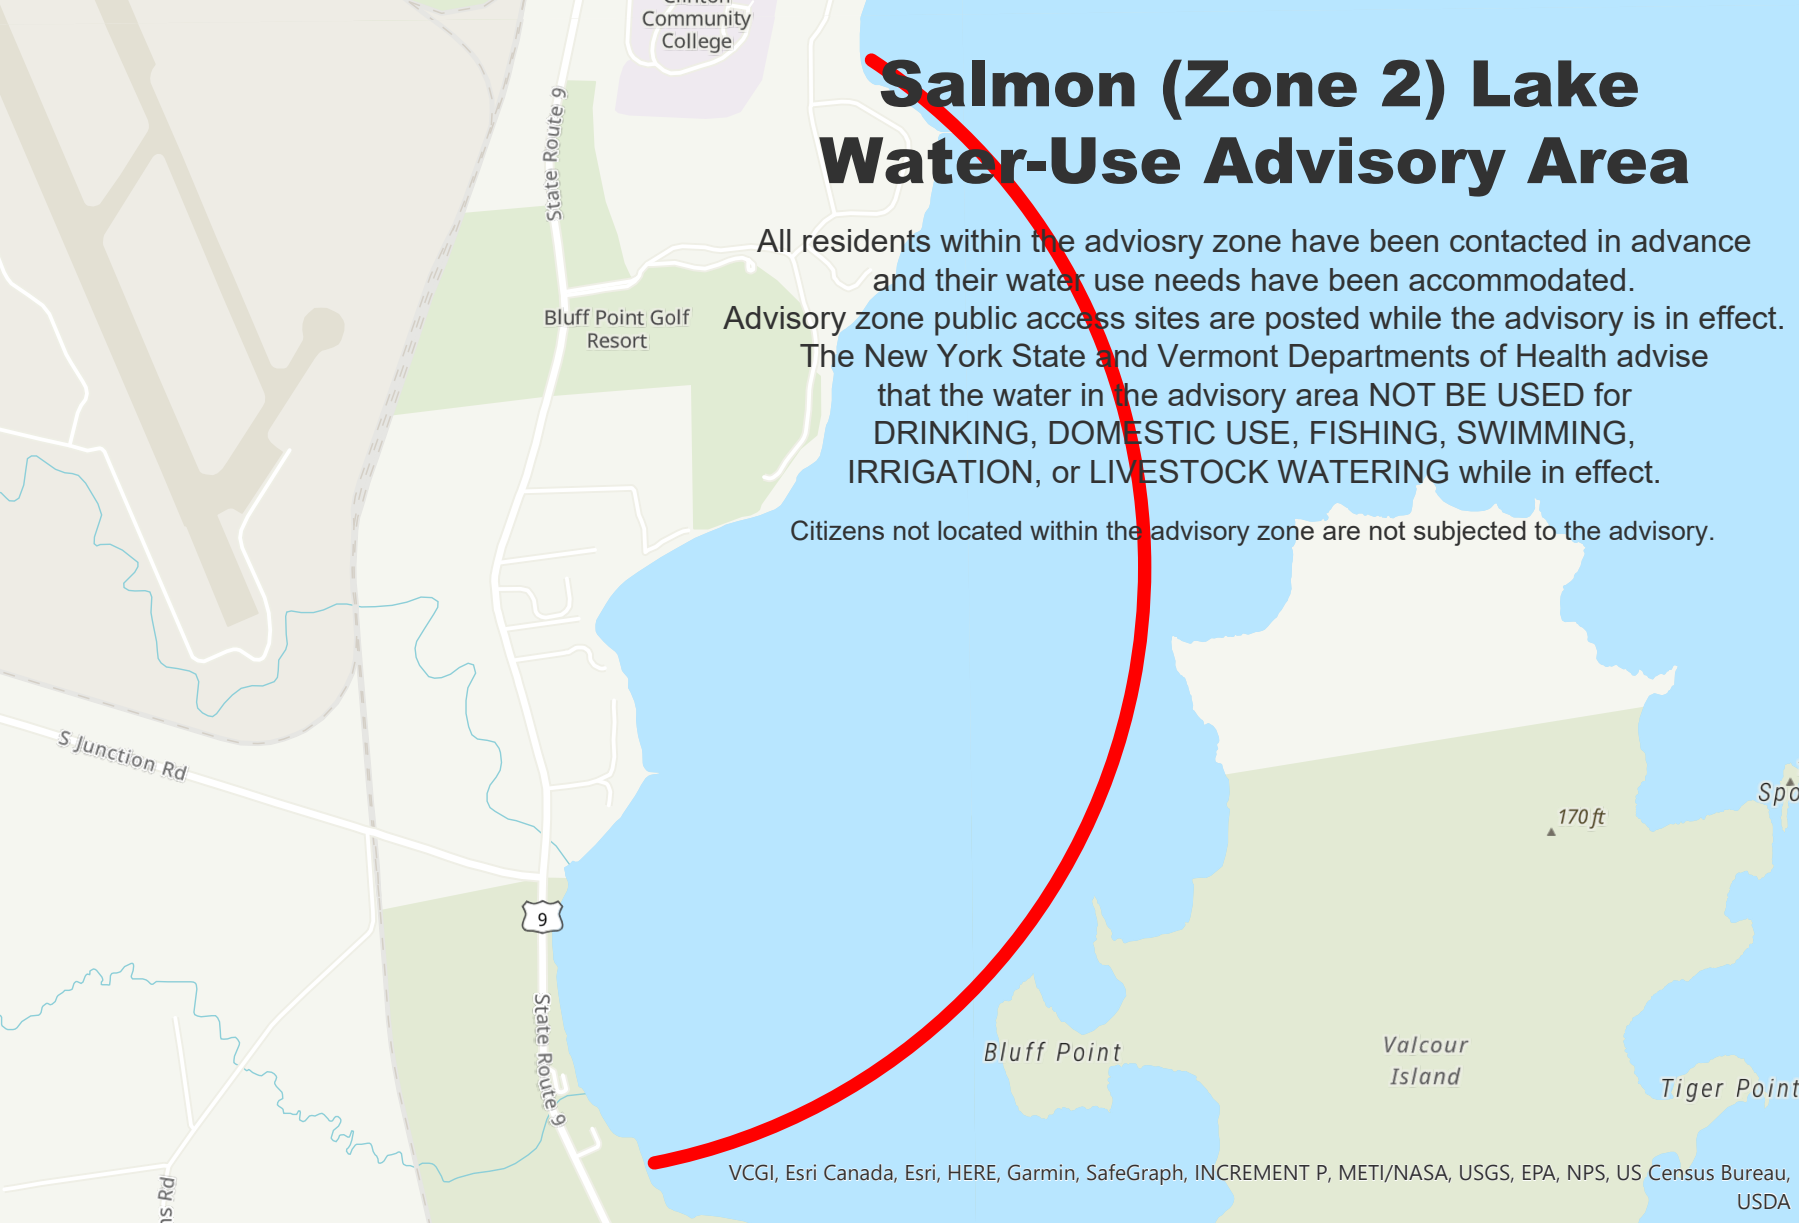 Community
College
Salmon (Zone 2) Lake
Water-Use Advisory Area
State Route 9
All residents within the adviosry zone have been contacted in advance
and their water use needs have been accommodated.
Advisory zone public access sites are posted while the advisory is in effect.
The New York State and Vermont Departments of Health advise
that the water in the advisory area NOT BE USED for
DRINKING, DOMESTIC USE, FISHING, SWIMMING,
IRRIGATION, or LIVESTOCK WATERING while in effect.
Citizens not located within the advisory zone are not subjected to the advisory.
Bluff Point Golf
Resort
S Junction Rd
170 ft
Spo
9
State Route 9
Bluff Point
Valcour
Island
Tiger Point
ns Rd
VCGI, Esri Canada, Esri, HERE, Garmin, SafeGraph, INCREMENT P, METI/NASA, USGS, EPA, NPS, US Census Bureau,
USDA